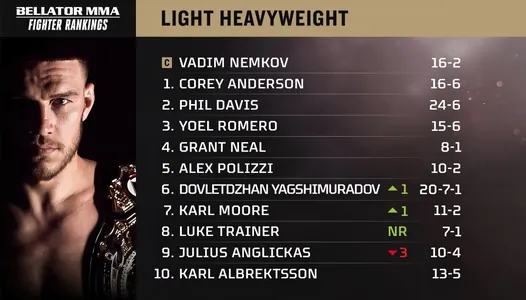 BELLATOR MMA
FIGHTER RANKINGS
LIGHT HEAVYWEIGHT
C VADIM NEMKOV 16-2
1. COREY ANDERSON 16-6
2. PHIL DAVIS 24-6
3. YOEL ROMERO 15-6
4. GRANT NEAL 8-1
5. ALEX POLIZZI 10-2
6. DOVLETDZHAN YAGSHIMURADOV ▲1 20-7-1
7. KARL MOORE ▲1 11-2
8. LUKE TRAINER NR 7-1
9. JULIUS ANGLICKAS ▼3 10-4
10. KARL ALBREKTSSON 13-5